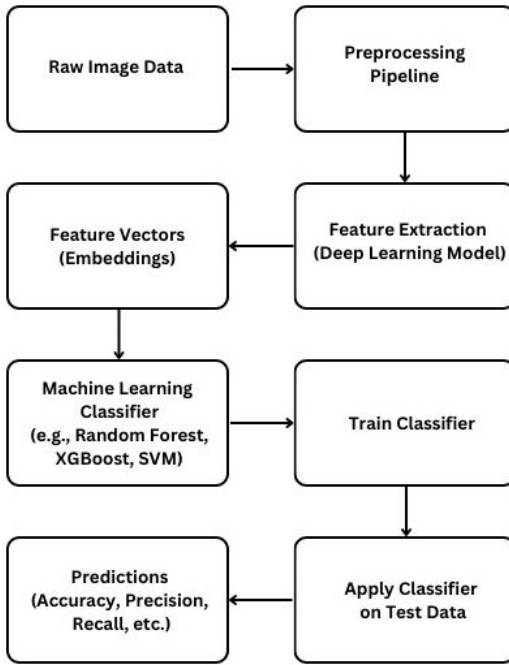 Raw Image Data
Preprocessing
Pipeline
Feature Extraction
(Deep Learning Model)
Feature Vectors
(Embeddings)
Machine Learning
Classifier
(e.g., Random Forest,
XGBoost, SVM)
Train Classifier
Apply Classifier
on Test Data
Predictions
(Accuracy, Precision,
Recall, etc.)